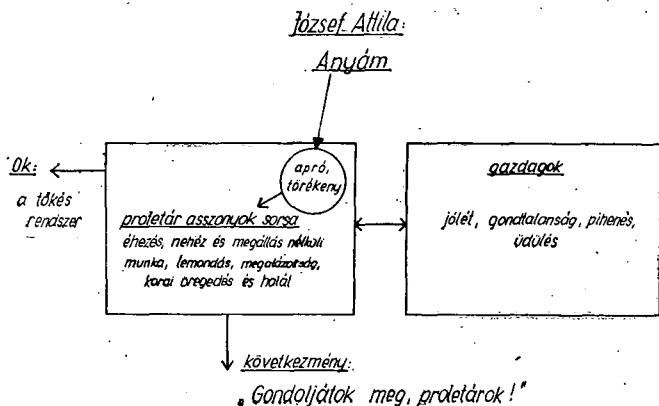 József Attila:
Anyám
Ok:
a tőkés
rendszer
apró,
törékeny
proletár asszonyok sorsa
éhezés, nehéz és megállás nélküli
munka, lemondás, megalázottság,
korai öregedés és halál
gazdagok
jólét, gondtalanság, pihenés,
üdülés
következmény:
„Gondoljátok meg, proletárok!"